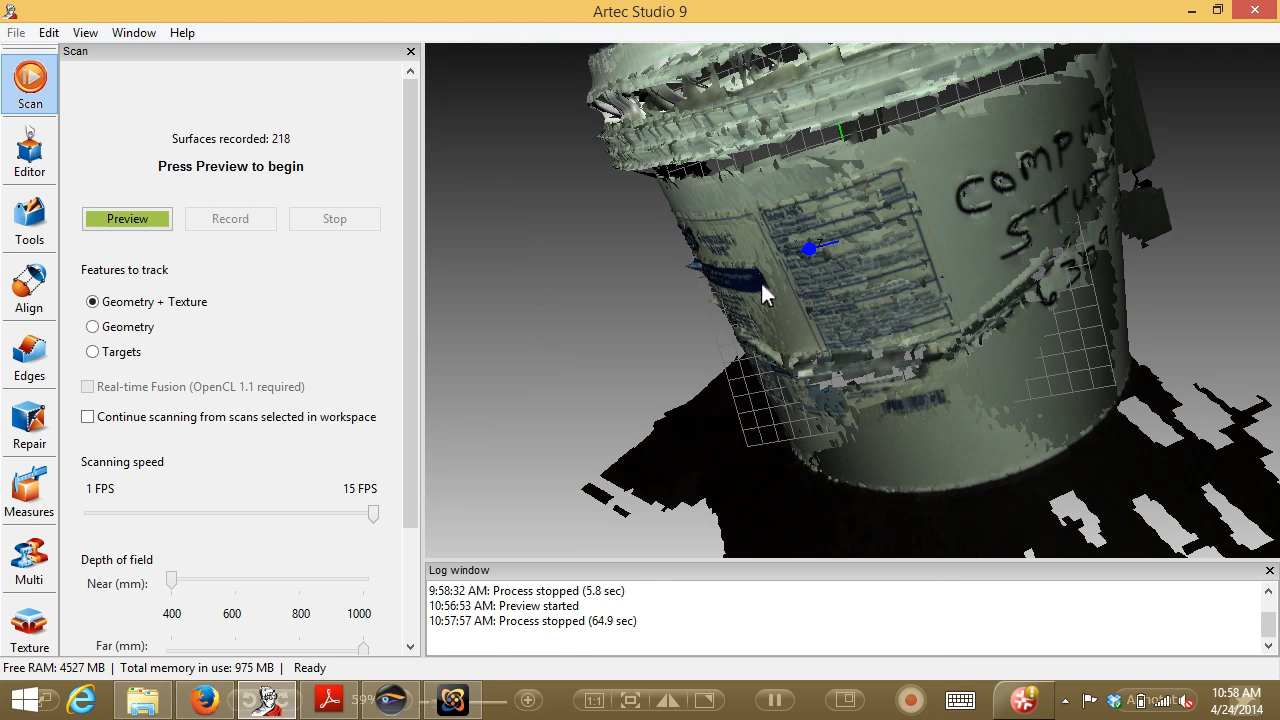 Artec Studio 9
File Edit View Window Help
Scan
Scan
Editor
Tools
Align
Edges
Repair
Measures
Multi
Texture
Surfaces recorded: 218
Press Preview to begin
Preview Record Stop
Features to track
Geometry + Texture
Geometry
Targets
Real-time Fusion (OpenCL 1.1 required)
Continue scanning from scans selected in workspace
Scanning speed
1 FPS 15 FPS
Depth of field
Near (mm):
400 600 800 1000
Far (mm):
Log window
9:58:32 AM: Process stopped (5.8 sec)
10:56:53 AM: Preview started
10:57:57 AM: Process stopped (64.9 sec)
Free RAM: 4527 MB | Total memory in use: 975 MB | Ready
1:1
10:58 AM
4/24/2014